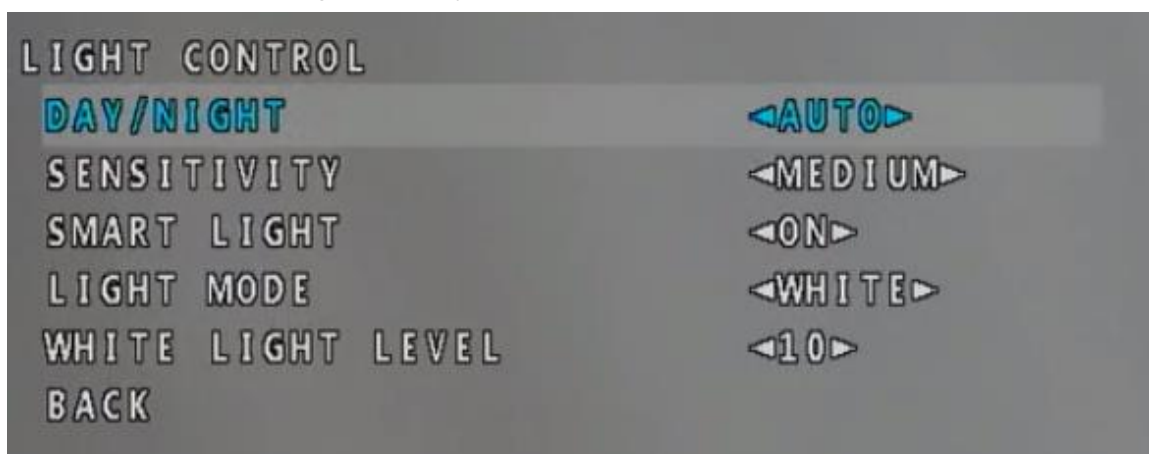 LIGHT CONTROL
DAY/NIGHT ◄AUTO►
SENSITIVITY ◄MEDIUM►
SMART LIGHT ◄ON►
LIGHT MODE ◄WHITE►
WHITE LIGHT LEVEL ◄10►
BACK